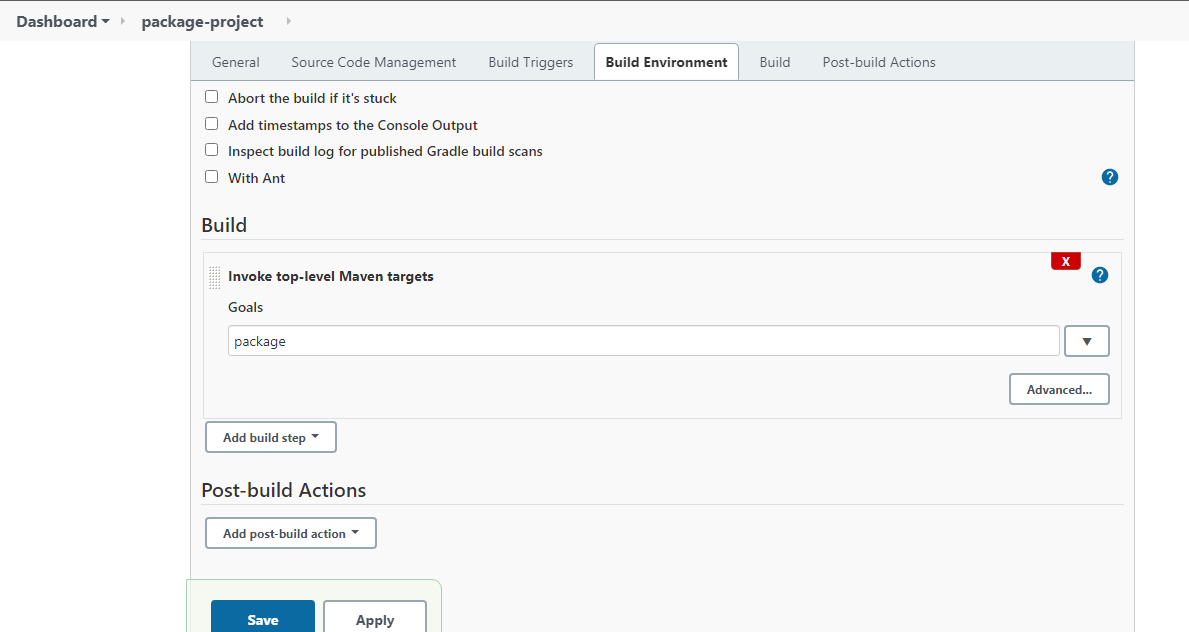 Dashboard package-project
General Source Code Management Build Triggers Build Environment Build Post-build Actions
Abort the build if it's stuck
Add timestamps to the Console Output
Inspect build log for published Gradle build scans
With Ant ?
Build
X
Invoke top-level Maven targets ?
Goals
package
Advanced...
Add build step
Post-build Actions
Add post-build action
Save Apply